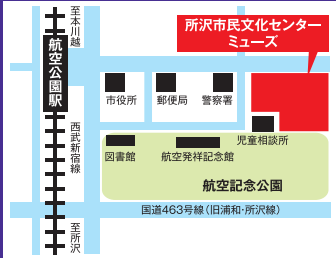 至本川越
所沢市民文化センター
ミューズ
航空公園駅
市役所
郵便局
警察署
西武新宿線
児童相談所
図書館
航空発祥記念館
航空記念公園
国道463号線(旧浦和・所沢線)
至所沢